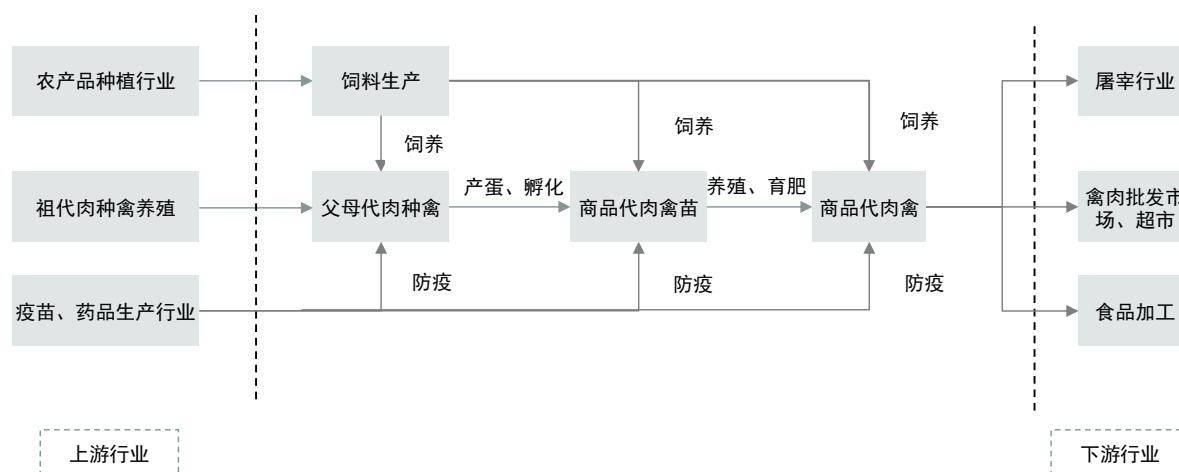 农产品种植行业
饲料生产
屠宰行业
饲养
饲养
饲养
祖代肉种禽养殖
父母代肉种禽
产蛋、孵化
商品代肉禽苗
养殖、育肥
商品代肉禽
禽肉批发市
场、超市
防疫
防疫
防疫
疫苗、药品生产行业
食品加工
上游行业
下游行业